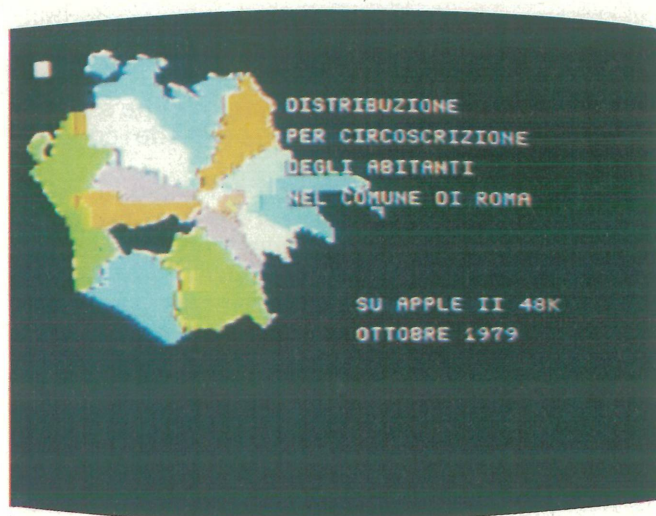 DISTRIBUZIONE
PER CIRCOSCRIZIONE
DEGLI ABITANTI
NEL COMUNE DI ROMA
SU APPLE II 48K
OTTOBRE 1979